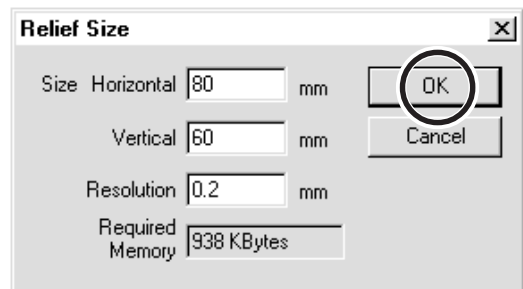 Relief Size
Size Horizontal 80 mm OK
Vertical 60 mm Cancel
Resolution 0.2 mm
Required
Memory 938 KBytes